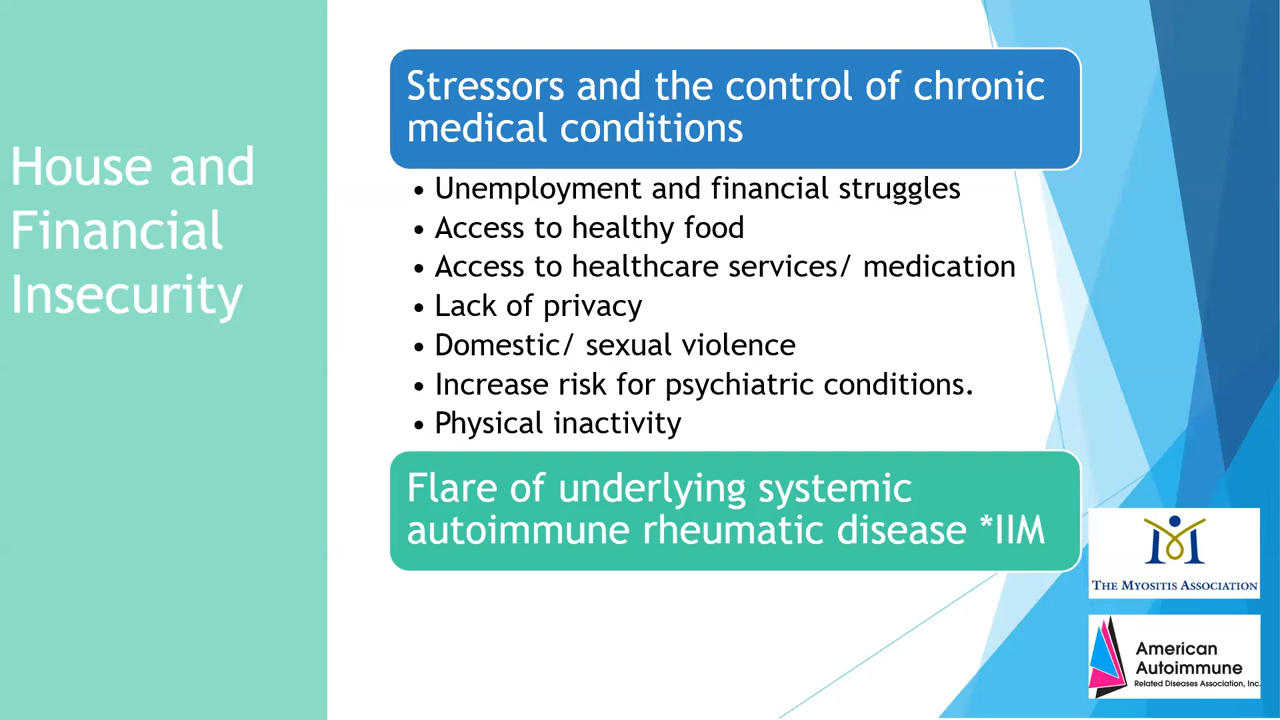 House and
Financial
Insecurity
Stressors and the control of chronic
medical conditions
• Unemployment and financial struggles
• Access to healthy food
• Access to healthcare services/ medication
• Lack of privacy
• Domestic/ sexual violence
• Increase risk for psychiatric conditions.
• Physical inactivity
Flare of underlying systemic
autoimmune rheumatic disease *IIM
THE MYOSITIS ASSOCIATION
American
Autoimmune
Related Diseases Association, Inc.